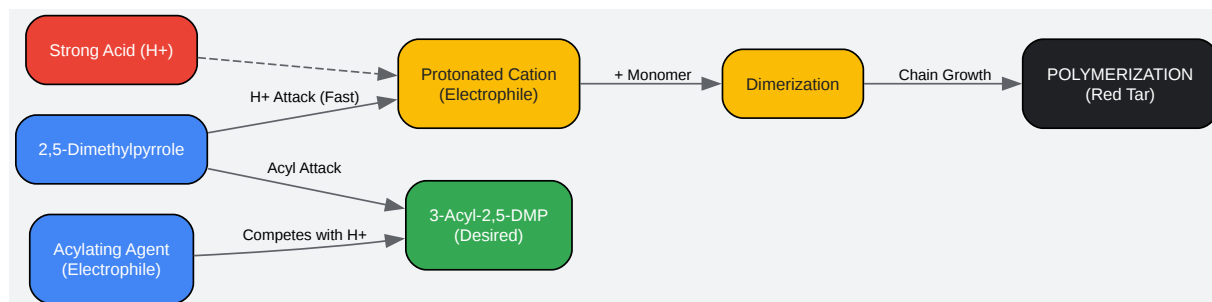 Strong Acid (H+)
2,5-Dimethylpyrrole
Acylating Agent
(Electrophile)
H+ Attack (Fast)
Acyl Attack
Competes with H+
Protonated Cation
(Electrophile)
3-Acyl-2,5-DMP
(Desired)
+ Monomer
Dimerization
Chain Growth
POLYMERIZATION
(Red Tar)